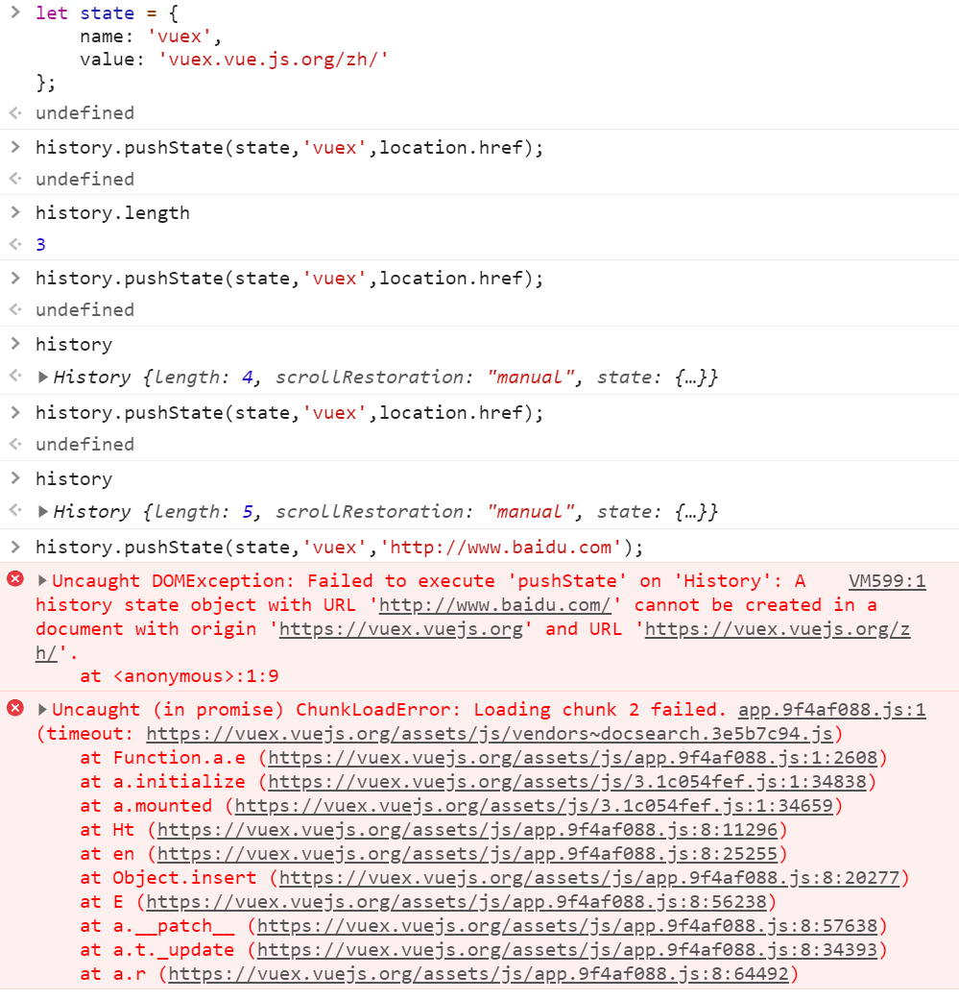 let state = {
    name: 'vuex',
    value: 'vuex.vue.js.org/zh/'
};
undefined
history.pushState(state,'vuex',location.href);
undefined
history.length
3
history.pushState(state,'vuex',location.href);
undefined
history
History {length: 4, scrollRestoration: "manual", state: {…}}
history.pushState(state,'vuex',location.href);
undefined
history
History {length: 5, scrollRestoration: "manual", state: {…}}
history.pushState(state,'vuex','http://www.baidu.com');
Uncaught DOMException: Failed to execute 'pushState' on 'History': A VM599:1
history state object with URL 'http://www.baidu.com/' cannot be created in a
document with origin 'https://vuex.vuejs.org' and URL 'https://vuex.vuejs.org/z
h/'.
    at <anonymous>:1:9
Uncaught (in promise) ChunkLoadError: Loading chunk 2 failed. app.9f4af088.js:1
(timeout: https://vuex.vuejs.org/assets/js/vendors~docsearch.3e5b7c94.js)
    at Function.a.e (https://vuex.vuejs.org/assets/js/app.9f4af088.js:1:2608)
    at a.initialize (https://vuex.vuejs.org/assets/js/3.1c054fef.js:1:34838)
    at a.mounted (https://vuex.vuejs.org/assets/js/3.1c054fef.js:1:34659)
    at Ht (https://vuex.vuejs.org/assets/js/app.9f4af088.js:8:11296)
    at en (https://vuex.vuejs.org/assets/js/app.9f4af088.js:8:25255)
    at Object.insert (https://vuex.vuejs.org/assets/js/app.9f4af088.js:8:20277)
    at E (https://vuex.vuejs.org/assets/js/app.9f4af088.js:8:56238)
    at a.__patch__ (https://vuex.vuejs.org/assets/js/app.9f4af088.js:8:57638)
    at a.t._update (https://vuex.vuejs.org/assets/js/app.9f4af088.js:8:34393)
    at a.r (https://vuex.vuejs.org/assets/js/app.9f4af088.js:8:64492)